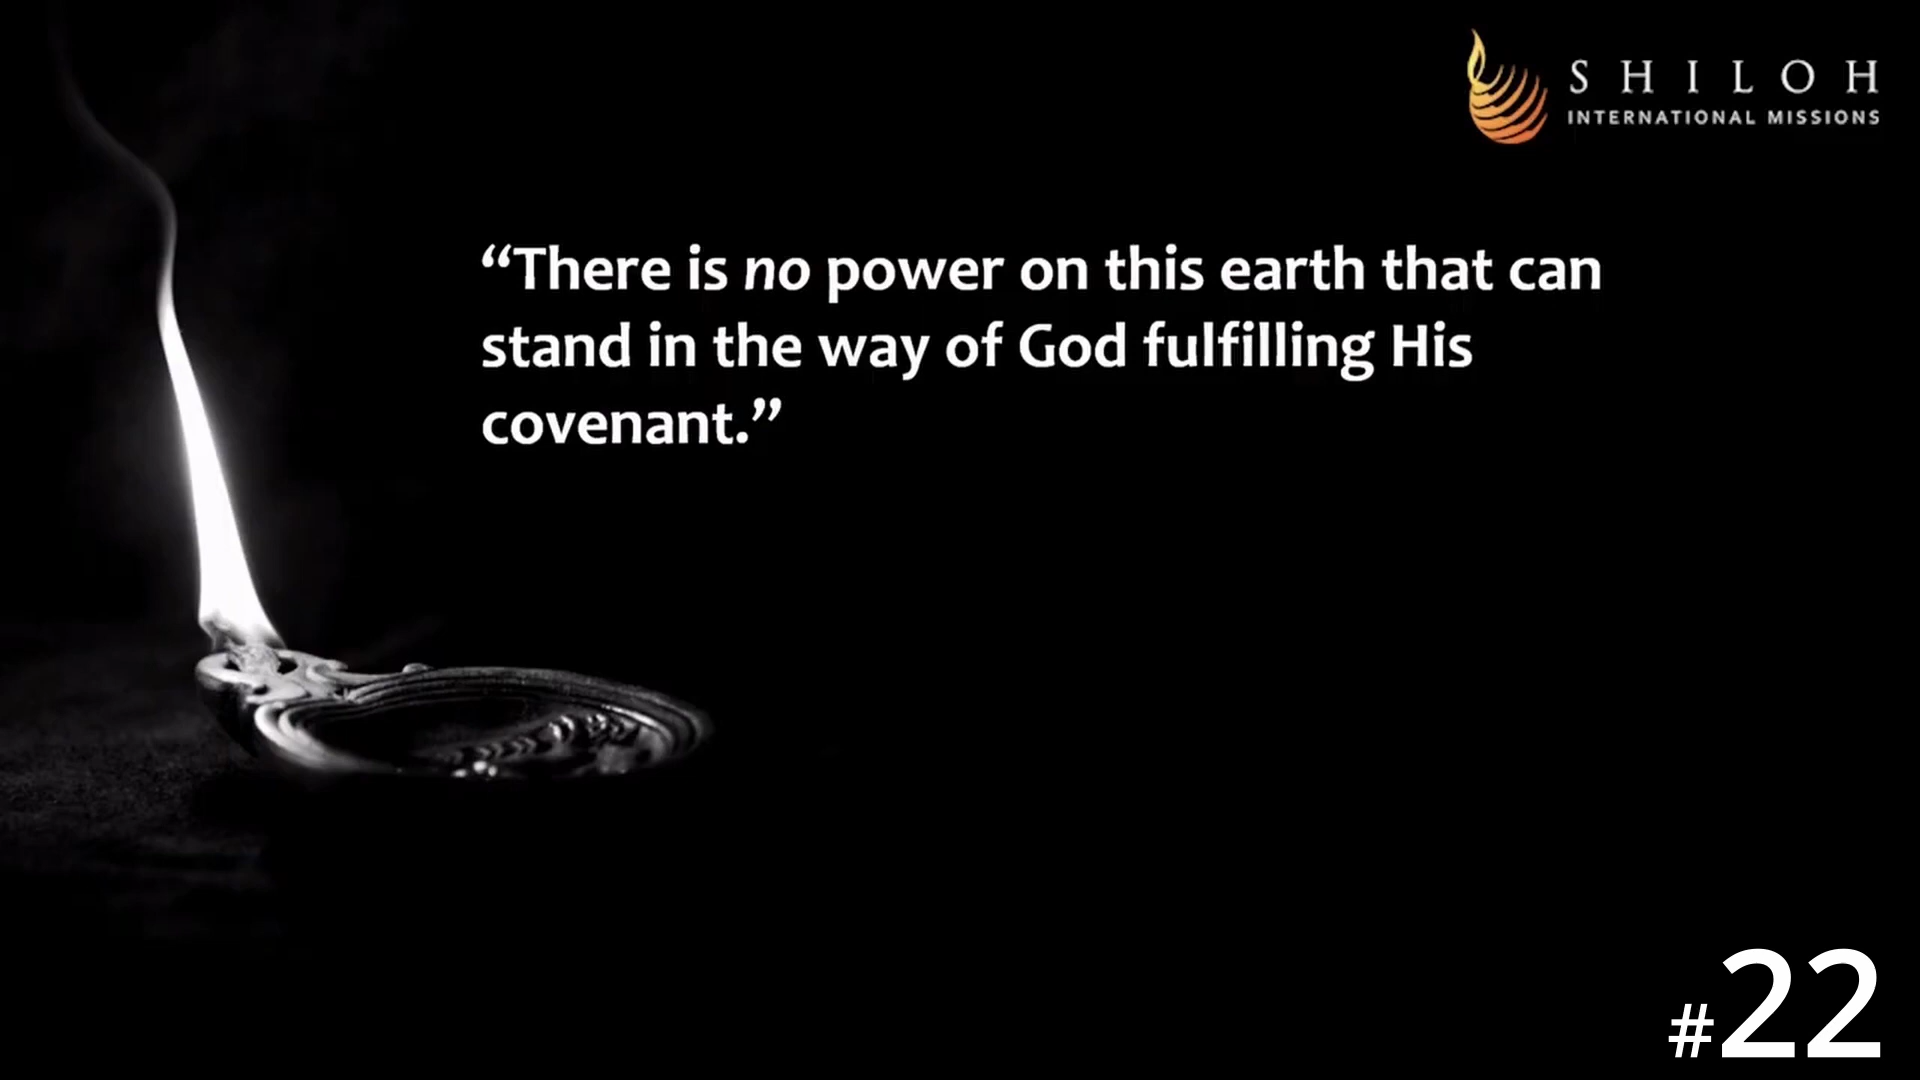 S H I L O H
INTERNATIONAL MISSIONS
“There is no power on this earth that can
stand in the way of God fulfilling His
covenant.”
#22